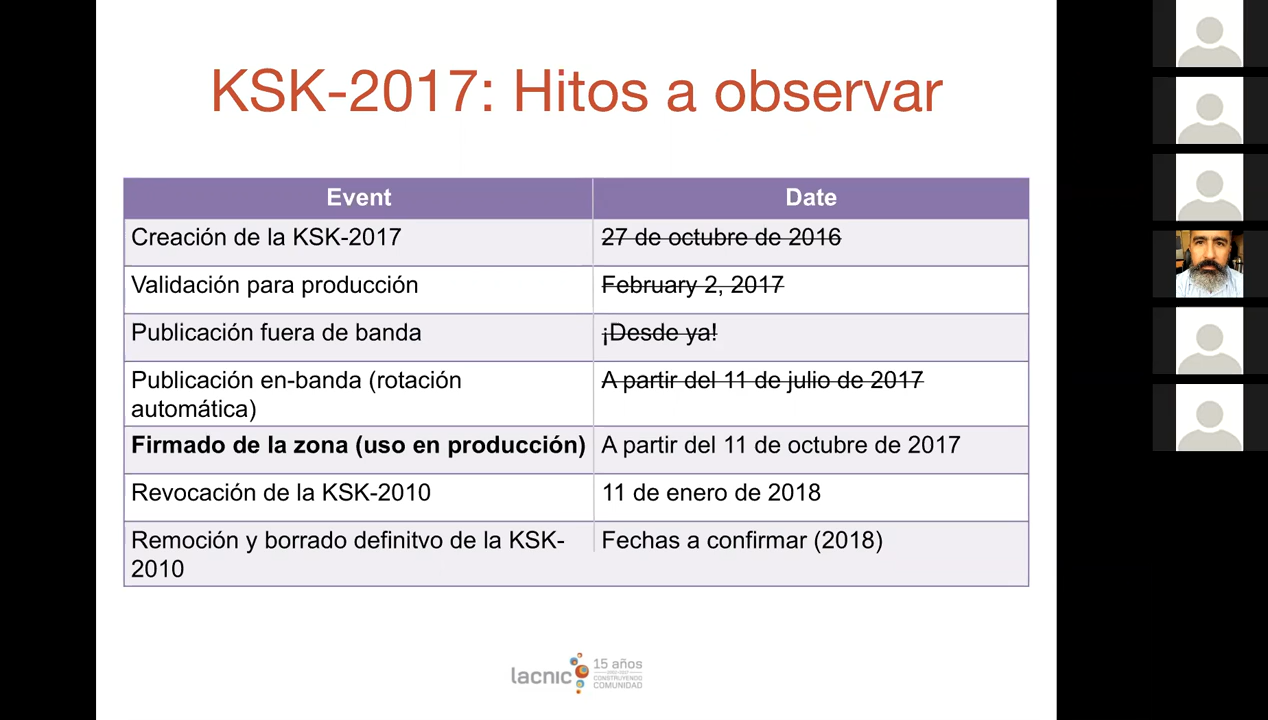 KSK-2017: Hitos a observar
Event Date
Creación de la KSK-2017 27 de octubre de 2016
Validación para producción February 2, 2017
Publicación fuera de banda ¡Desde ya!
Publicación en-banda (rotación A partir del 11 de julio de 2017
automática)
Firmado de la zona (uso en producción) A partir del 11 de octubre de 2017
Revocación de la KSK-2010 11 de enero de 2018
Remoción y borrado definitvo de la KSK- Fechas a confirmar (2018)
2010
lacnic 15 años
2002-2017
CONSTRUYENDO
COMUNIDAD